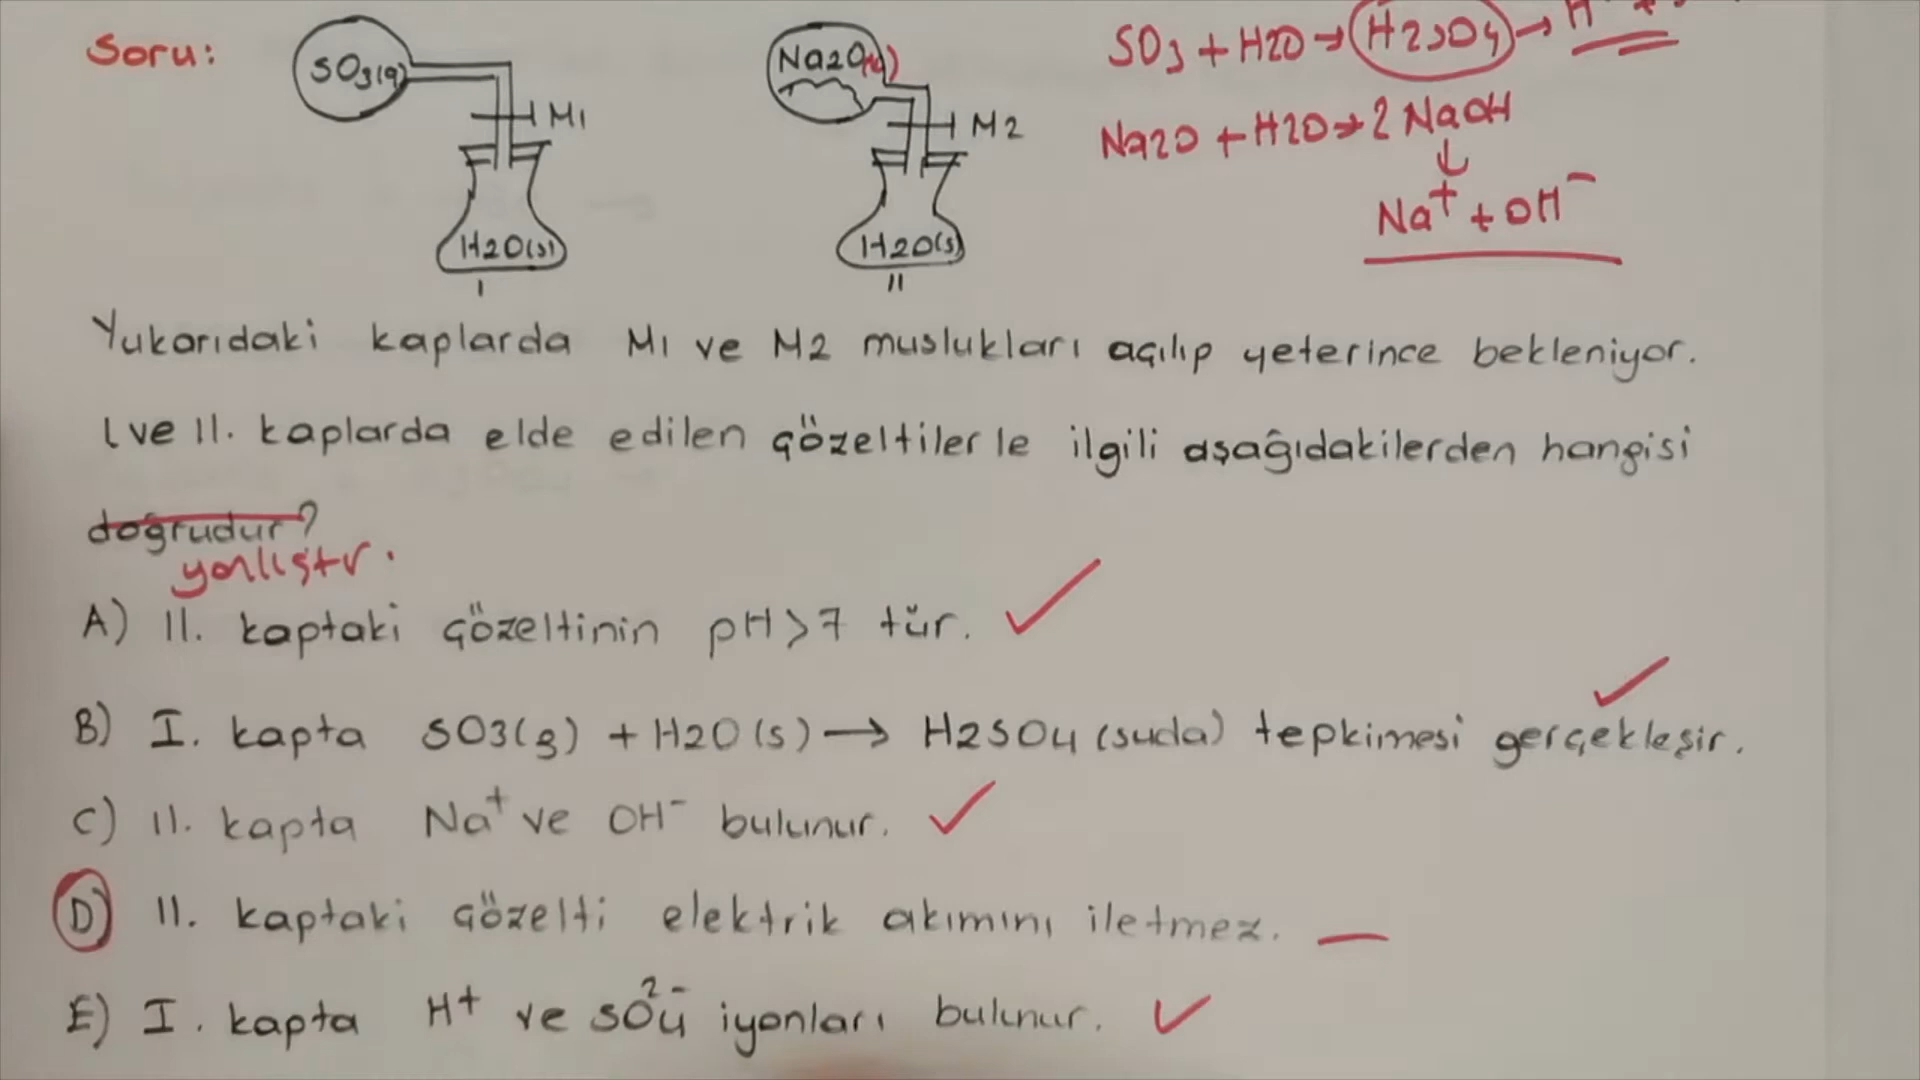 Soru:
SO3(g)
M1
H2O(s)
I
Na2O(k)
M2
H2O(s)
II
SO3 + H2O → H2SO4 → H+ +
Na2O + H2O → 2 NaOH
↓
Na+ + OH-
Yukarıdaki kaplarda M1 ve M2 muslukları açılıp yeterince bekleniyor.
I ve II. kaplarda elde edilen çözeltilerle ilgili aşağıdakilerden hangisi
doğrudur?
yanlıştır.
A) II. kaptaki çözeltinin pH>7 tür. ✓
B) I. kapta SO3(g) + H2O(s) → H2SO4 (suda) tepkimesi gerçekleşir. ✓
C) II. kapta Na+ ve OH- bulunur. ✓
D) II. kaptaki çözelti elektrik akımını iletmez. —
E) I. kapta H+ ve SO4 2- iyonları bulunur. ✓